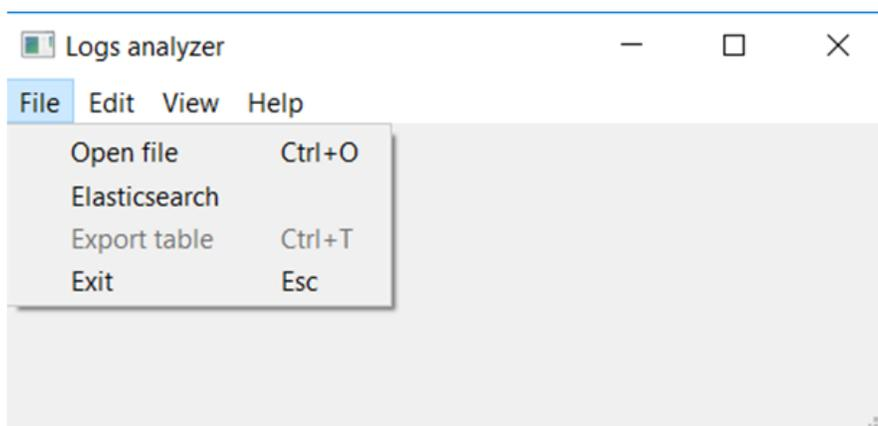 Logs analyzer
File Edit View Help
Open file Ctrl+O
Elasticsearch
Export table Ctrl+T
Exit Esc